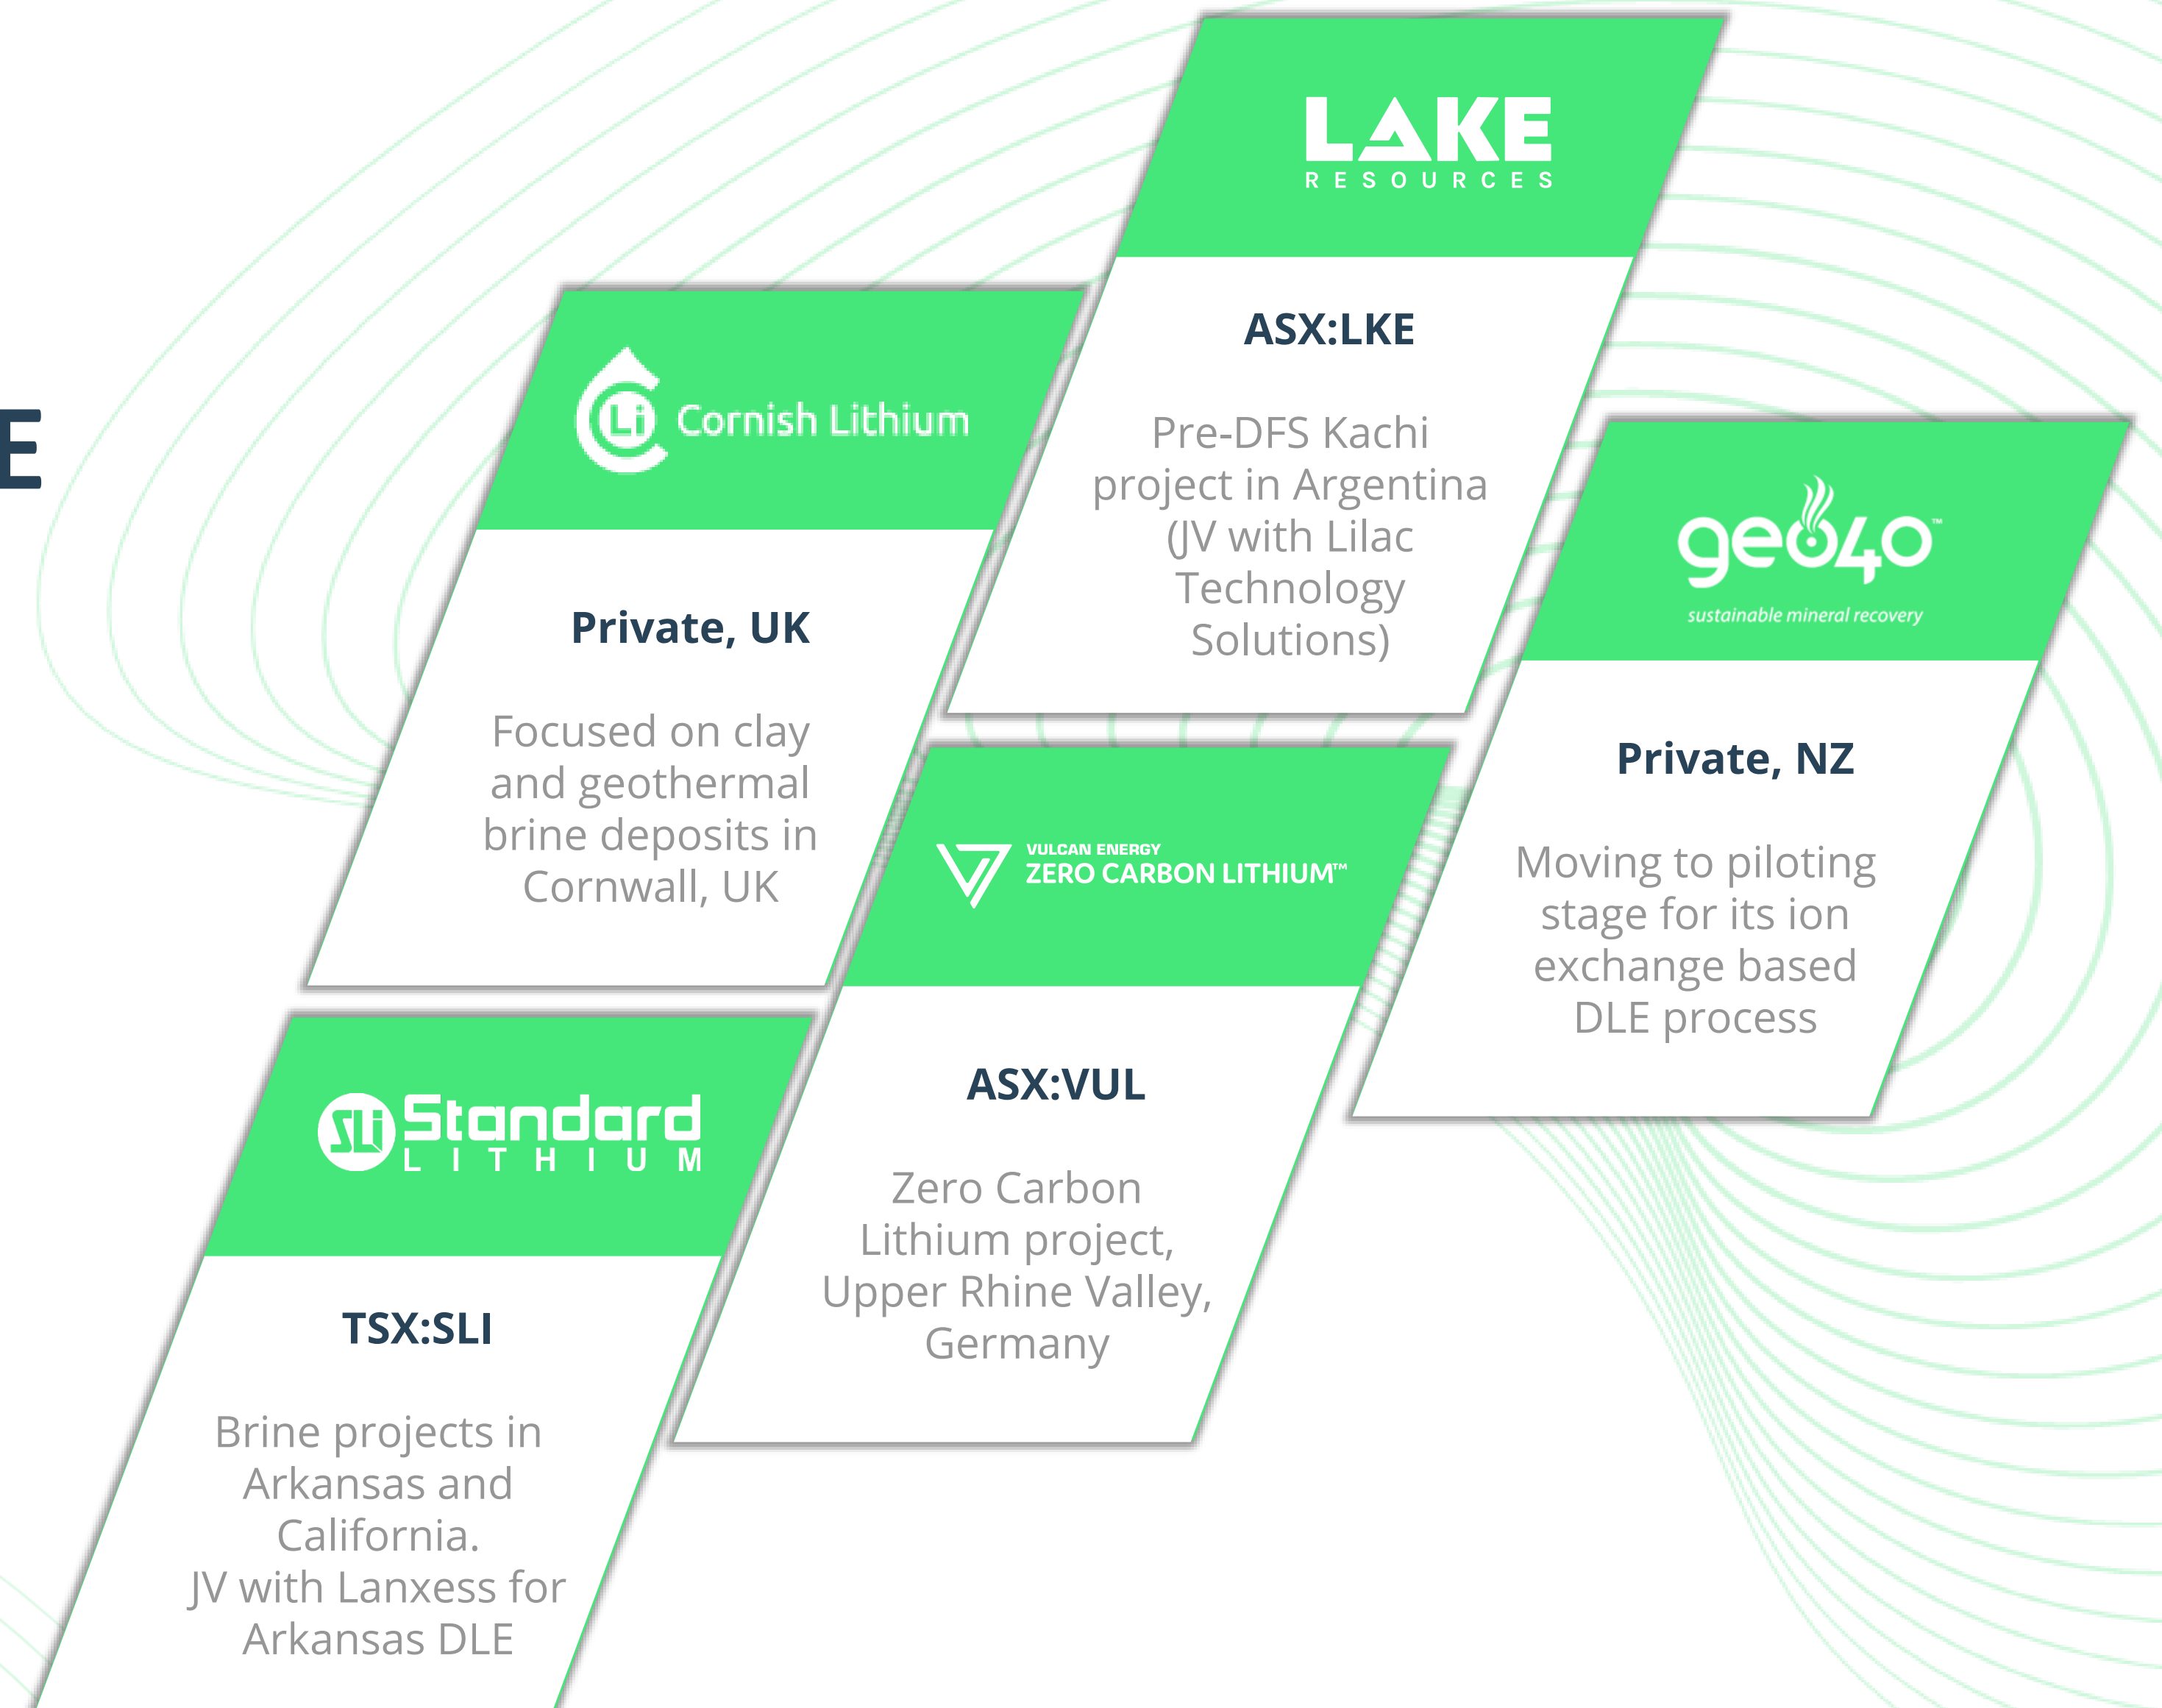 E
LAKE
RESOURCES
ASX:LKE
Pre-DFS Kachi
project in Argentina
(JV with Lilac
Technology
Solutions)
Li Cornish Lithium
Private, UK
Focused on clay
and geothermal
brine deposits in
Cornwall, UK
geo40™
sustainable mineral recovery
Private, NZ
Moving to piloting
stage for its ion
exchange based
DLE process
VULCAN ENERGY
ZERO CARBON LITHIUM™
ASX:VUL
Zero Carbon
Lithium project,
Upper Rhine Valley,
Germany
SLi Standard
LITHIUM
TSX:SLI
Brine projects in
Arkansas and
California.
JV with Lanxess for
Arkansas DLE